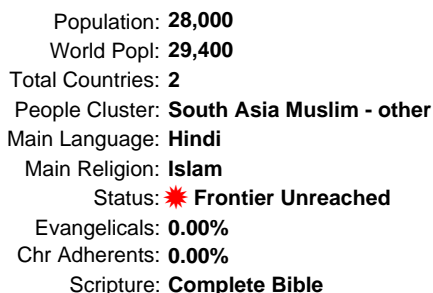 Population: 28,000
World Popl: 29,400
Total Countries: 2
People Cluster: South Asia Muslim - other
Main Language: Hindi
Main Religion: Islam
Status: Frontier Unreached
Evangelicals: 0.00%
Chr Adherents: 0.00%
Scripture: Complete Bible